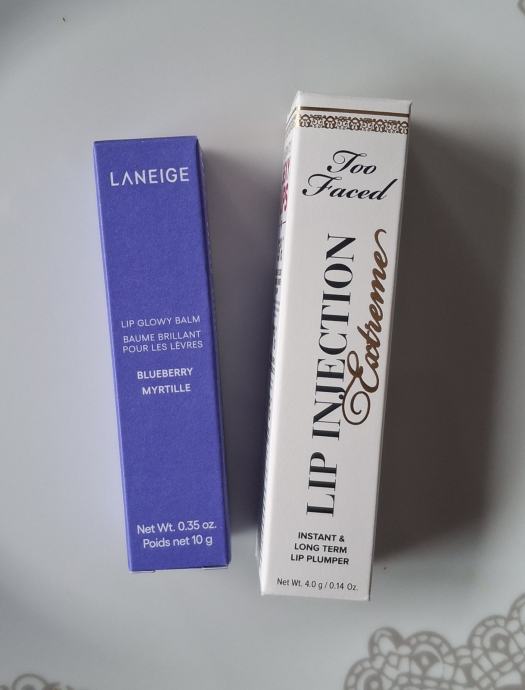 LANEIGE
LIP GLOWY BALM
BAUME BRILLANT
POUR LES LÈVRES
BLUEBERRY
MYRTILLE
Net Wt. 0.35 oz.
Poids net 10 g
Too
Faced
LIP INJECTION
Extreme
INSTANT &
LONG TERM
LIP PLUMPER
Net Wt. 4.0 g / 0.14 Oz.